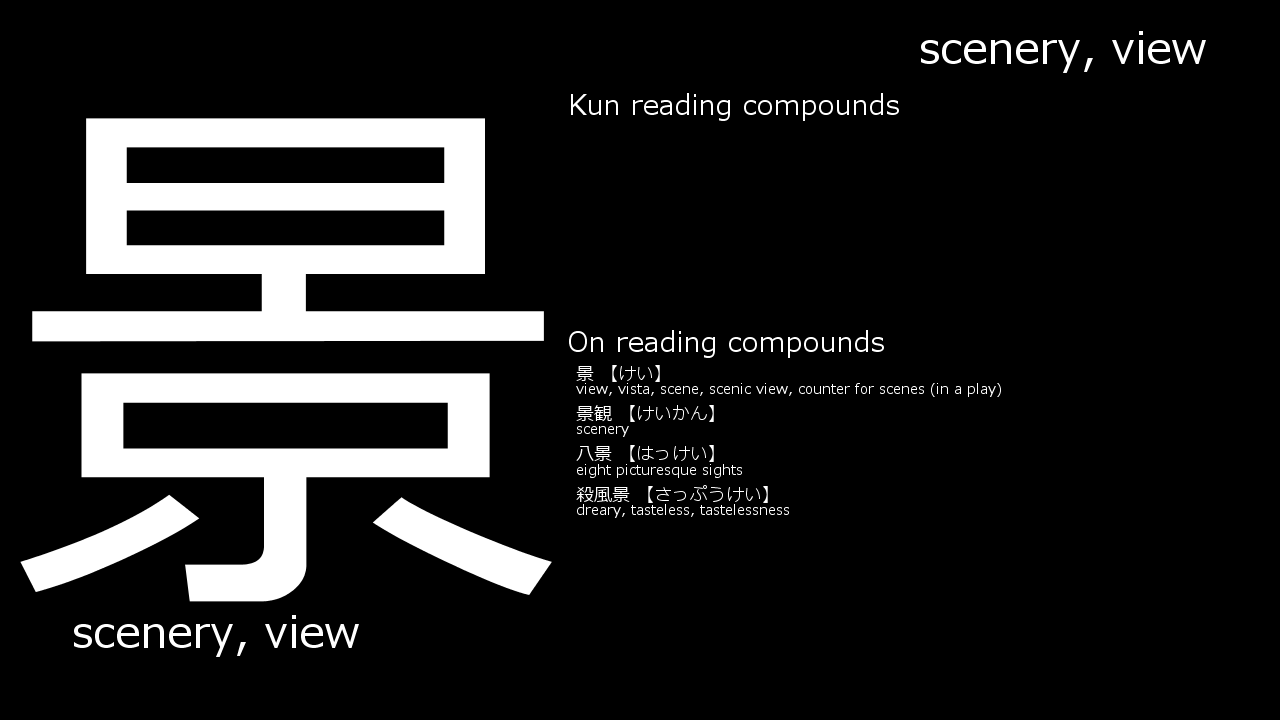 scenery, view
景
Kun reading compounds
On reading compounds
景 【けい】
view, vista, scene, scenic view, counter for scenes (in a play)
景観 【けいかん】
scenery
八景 【はっけい】
eight picturesque sights
殺風景 【さっぷうけい】
dreary, tasteless, tastelessness
scenery, view